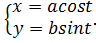 {x = acost
{y = bsint.